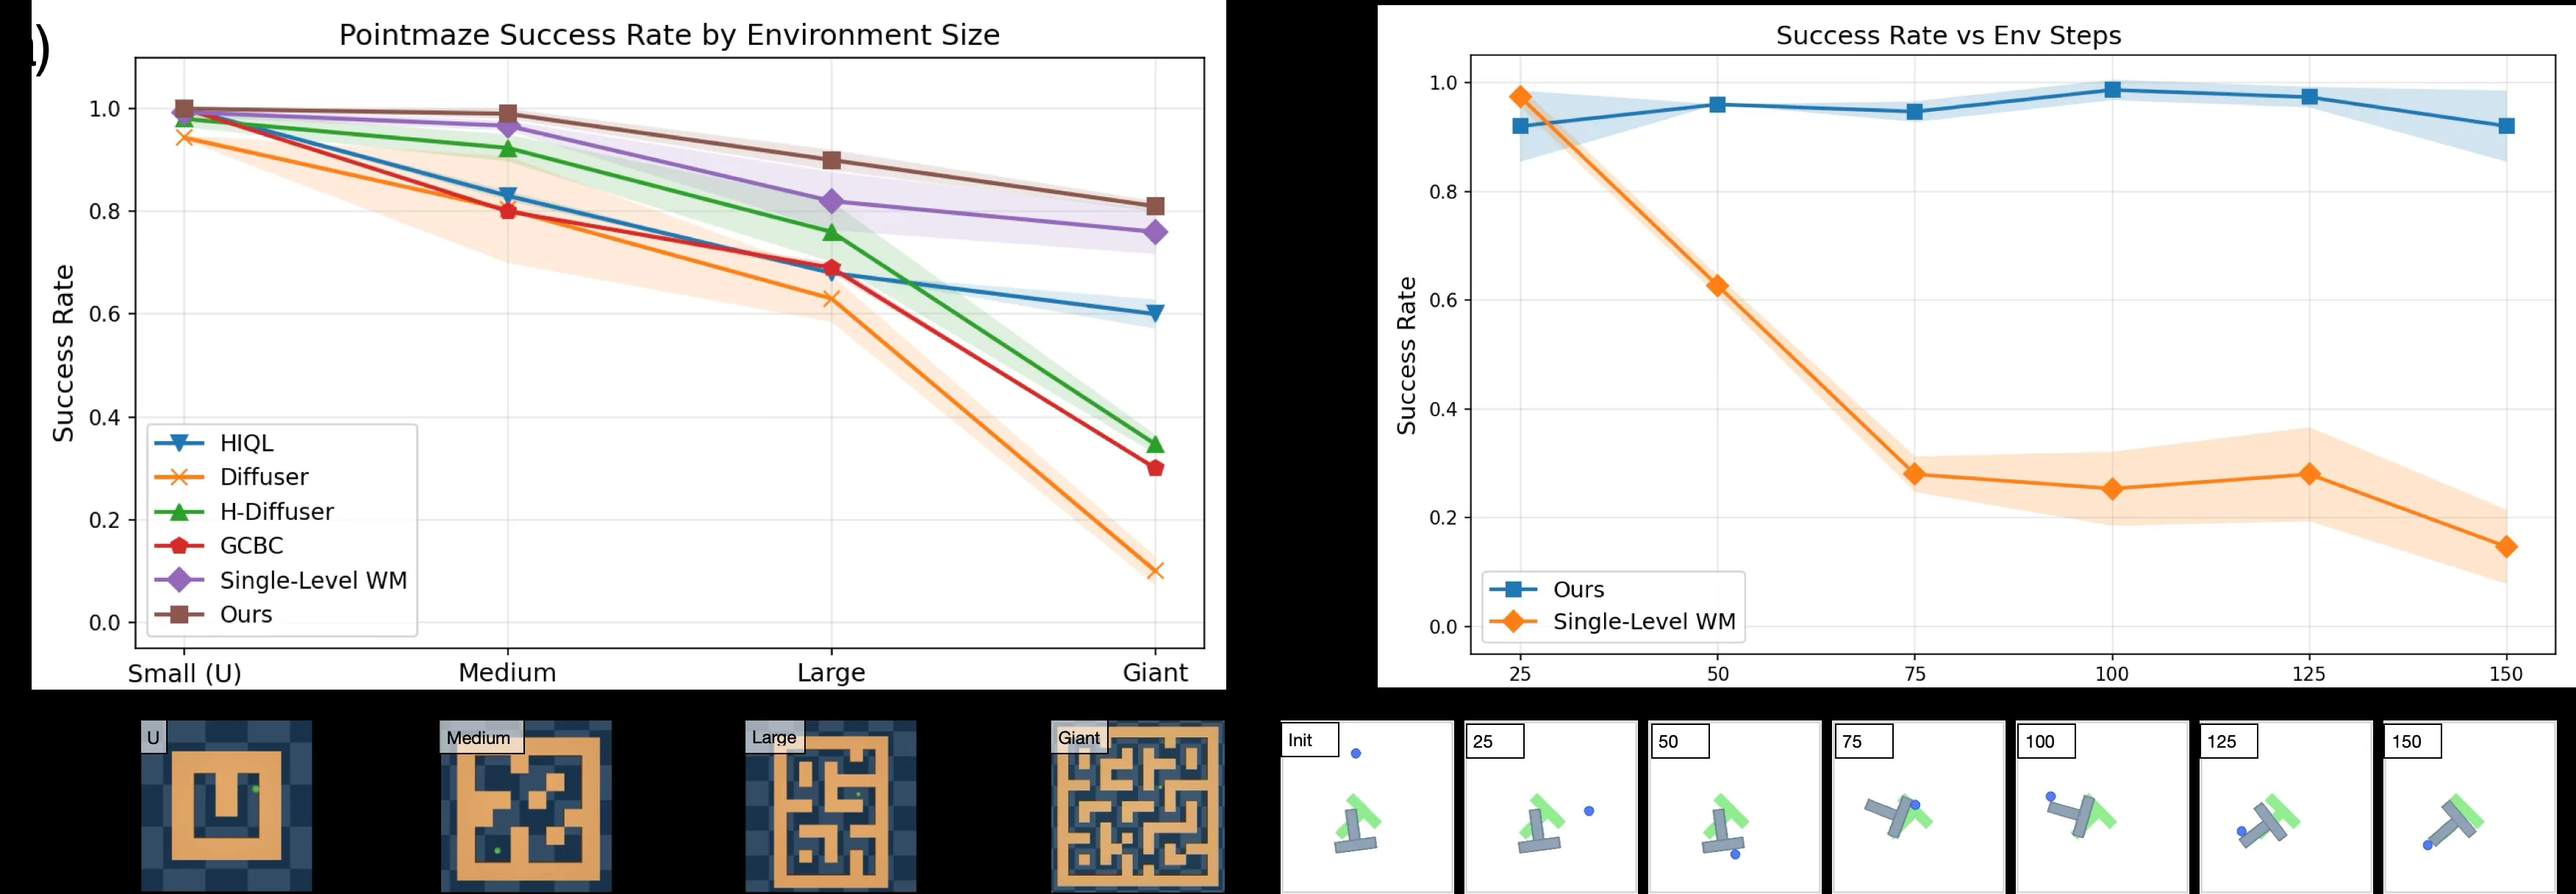 )
Pointmaze Success Rate by Environment Size
Success Rate
1.0
0.8
0.6
0.4
0.2
0.0
HIQL
Diffuser
H-Diffuser
GCBC
Single-Level WM
Ours
Small (U) Medium Large Giant
U Medium Large Giant
Success Rate vs Env Steps
Success Rate
1.0
0.8
0.6
0.4
0.2
0.0
Ours
Single-Level WM
25 50 75 100 125 150
Init 25 50 75 100 125 150